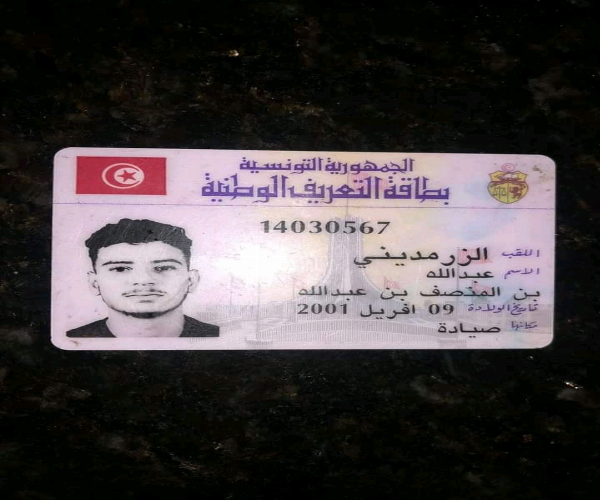 الجمهورية التونسية
بطاقة التعريف الوطنية
14030567
اللقب الزرمديني
الاسم عبدالله
بن المنصف بن عبدالله
تاريخ الولادة 09 افريل 2001
مكانها صيادة